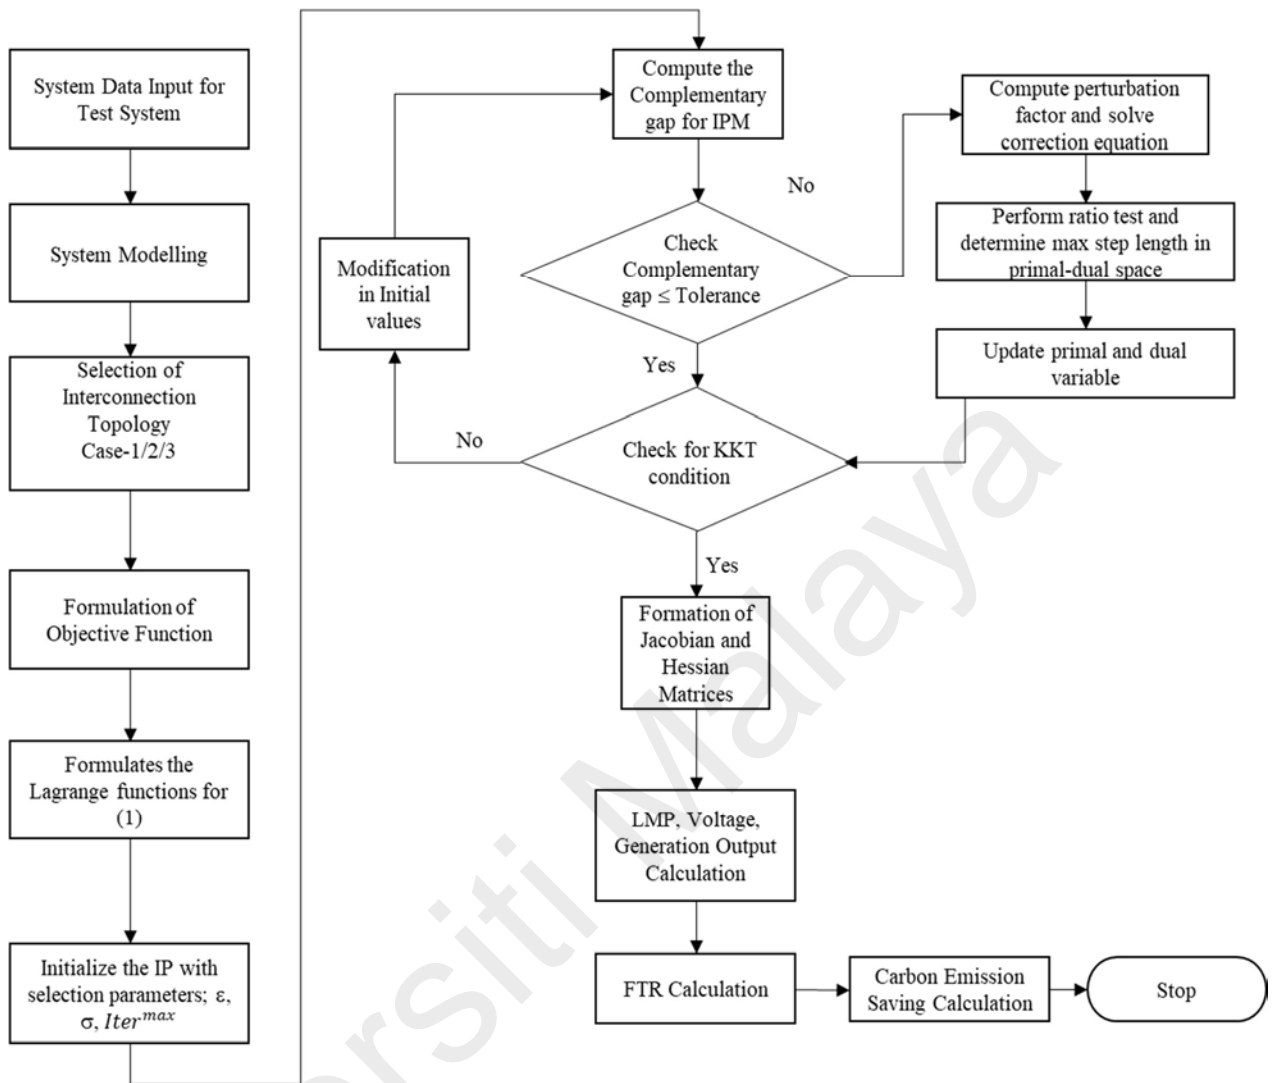 System Data Input for
Test System
System Modelling
Selection of
Interconnection
Topology
Case-1/2/3
Formulation of
Objective Function
Formulates the
Lagrange functions for
(1)
Initialize the IP with
selection parameters; ε,
σ, Iter^max
Compute the
Complementary
gap for IPM
Check
Complementary
gap ≤ Tolerance
No
Compute perturbation
factor and solve
correction equation
Perform ratio test and
determine max step length in
primal-dual space
Update primal and dual
variable
Yes
Check for KKT
condition
No
Modification
in Initial
values
Yes
Formation of
Jacobian and
Hessian
Matrices
LMP, Voltage,
Generation Output
Calculation
FTR Calculation
Carbon Emission
Saving Calculation
Stop
ersiti Malaya